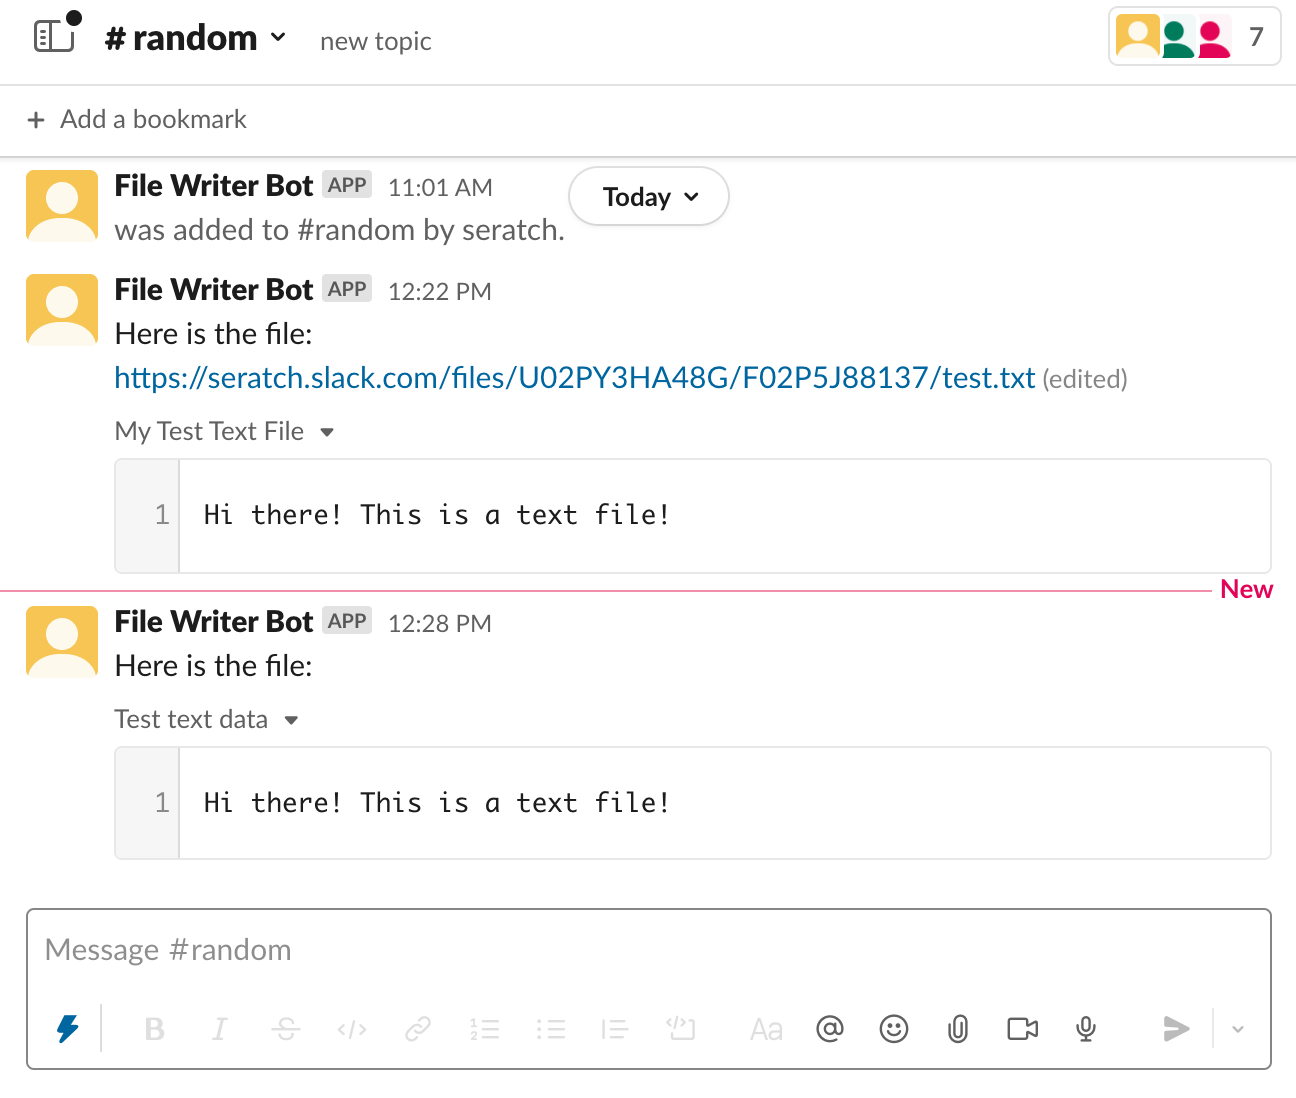 # random new topic 7
+ Add a bookmark
File Writer Bot APP 11:01 AM
Today
was added to #random by seratch.
File Writer Bot APP 12:22 PM
Here is the file:
https://seratch.slack.com/files/U02PY3HA48G/F02P5J88137/test.txt (edited)
My Test Text File
1 Hi there! This is a text file!
New
File Writer Bot APP 12:28 PM
Here is the file:
Test text data
1 Hi there! This is a text file!
Message #random
B I S </> Aa @